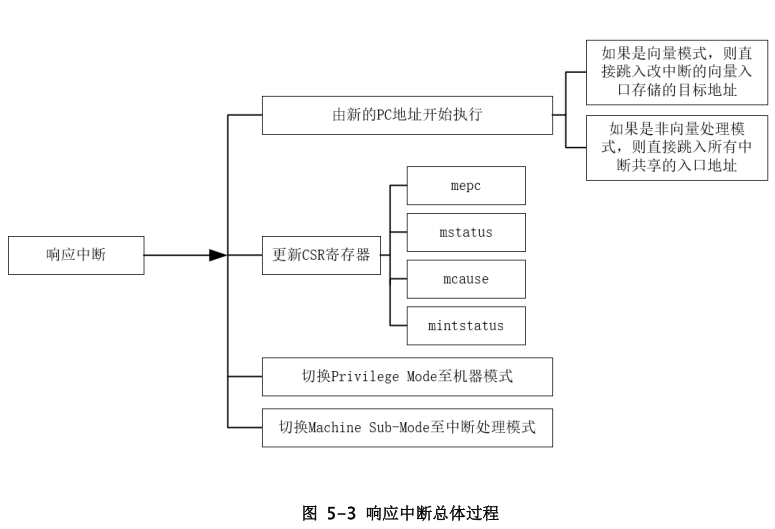 如果是向量模式，则直
接跳入改中断的向量入
口存储的目标地址
由新的PC地址开始执行
如果是非向量处理模
式，则直接跳入所有中
断共享的入口地址
mepc
mstatus
响应中断
更新CSR寄存器
mcause
mintstatus
切换Privilege Mode至机器模式
切换Machine Sub-Mode至中断处理模式
图 5-3 响应中断总体过程